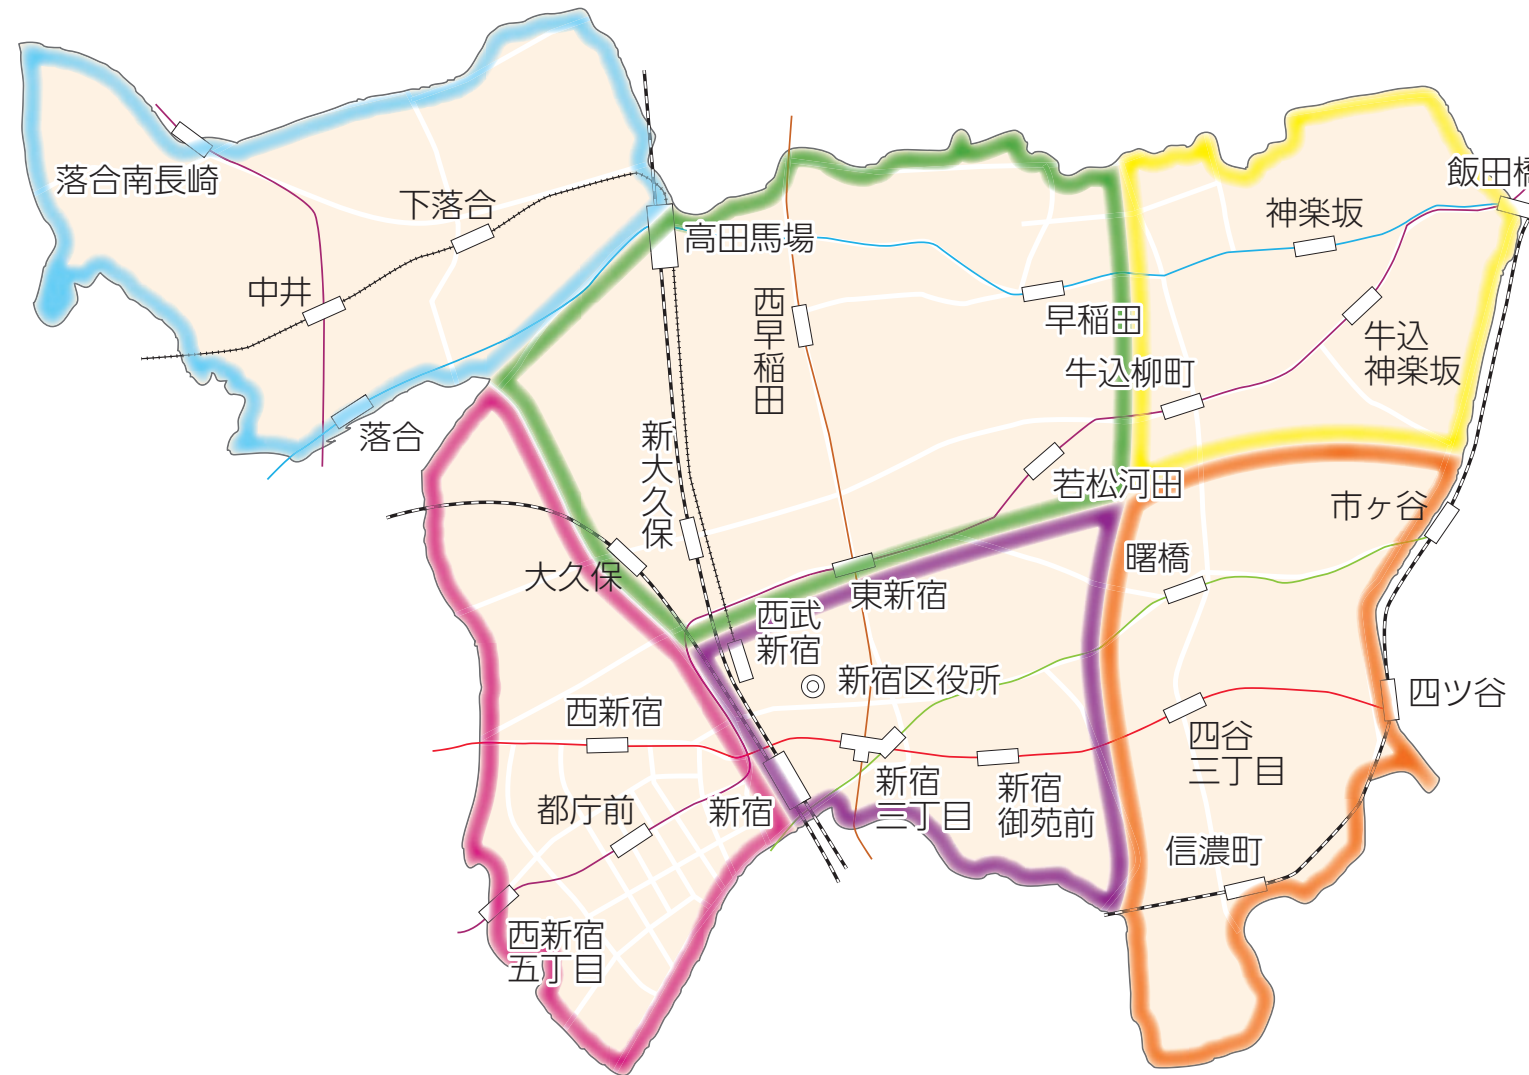 落合南長崎
下落合
中井
落合
高田馬場
西早稲田
早稲田
神楽坂
飯田橋
牛込
神楽坂
牛込柳町
若松河田
市ヶ谷
曙橋
新大久保
大久保
東新宿
西武
新宿
新宿区役所
西新宿
都庁前
新宿
新宿
三丁目
新宿
御苑前
四谷
三丁目
四ツ谷
信濃町
西新宿
五丁目